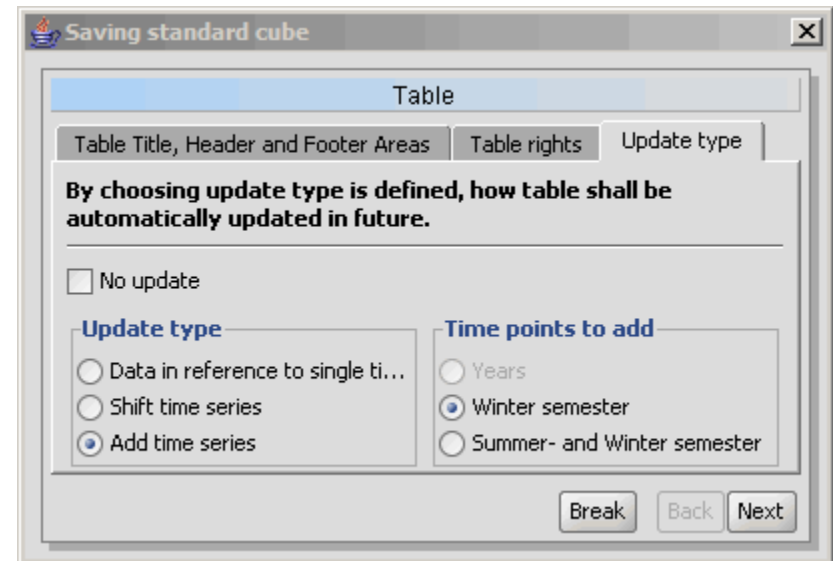 Saving standard cube
Table
Table Title, Header and Footer Areas
Table rights
Update type
By choosing update type is defined, how table shall be
automatically updated in future.
No update
Update type
Data in reference to single ti...
Shift time series
Add time series
Time points to add
Years
Winter semester
Summer- and Winter semester
Break
Back
Next